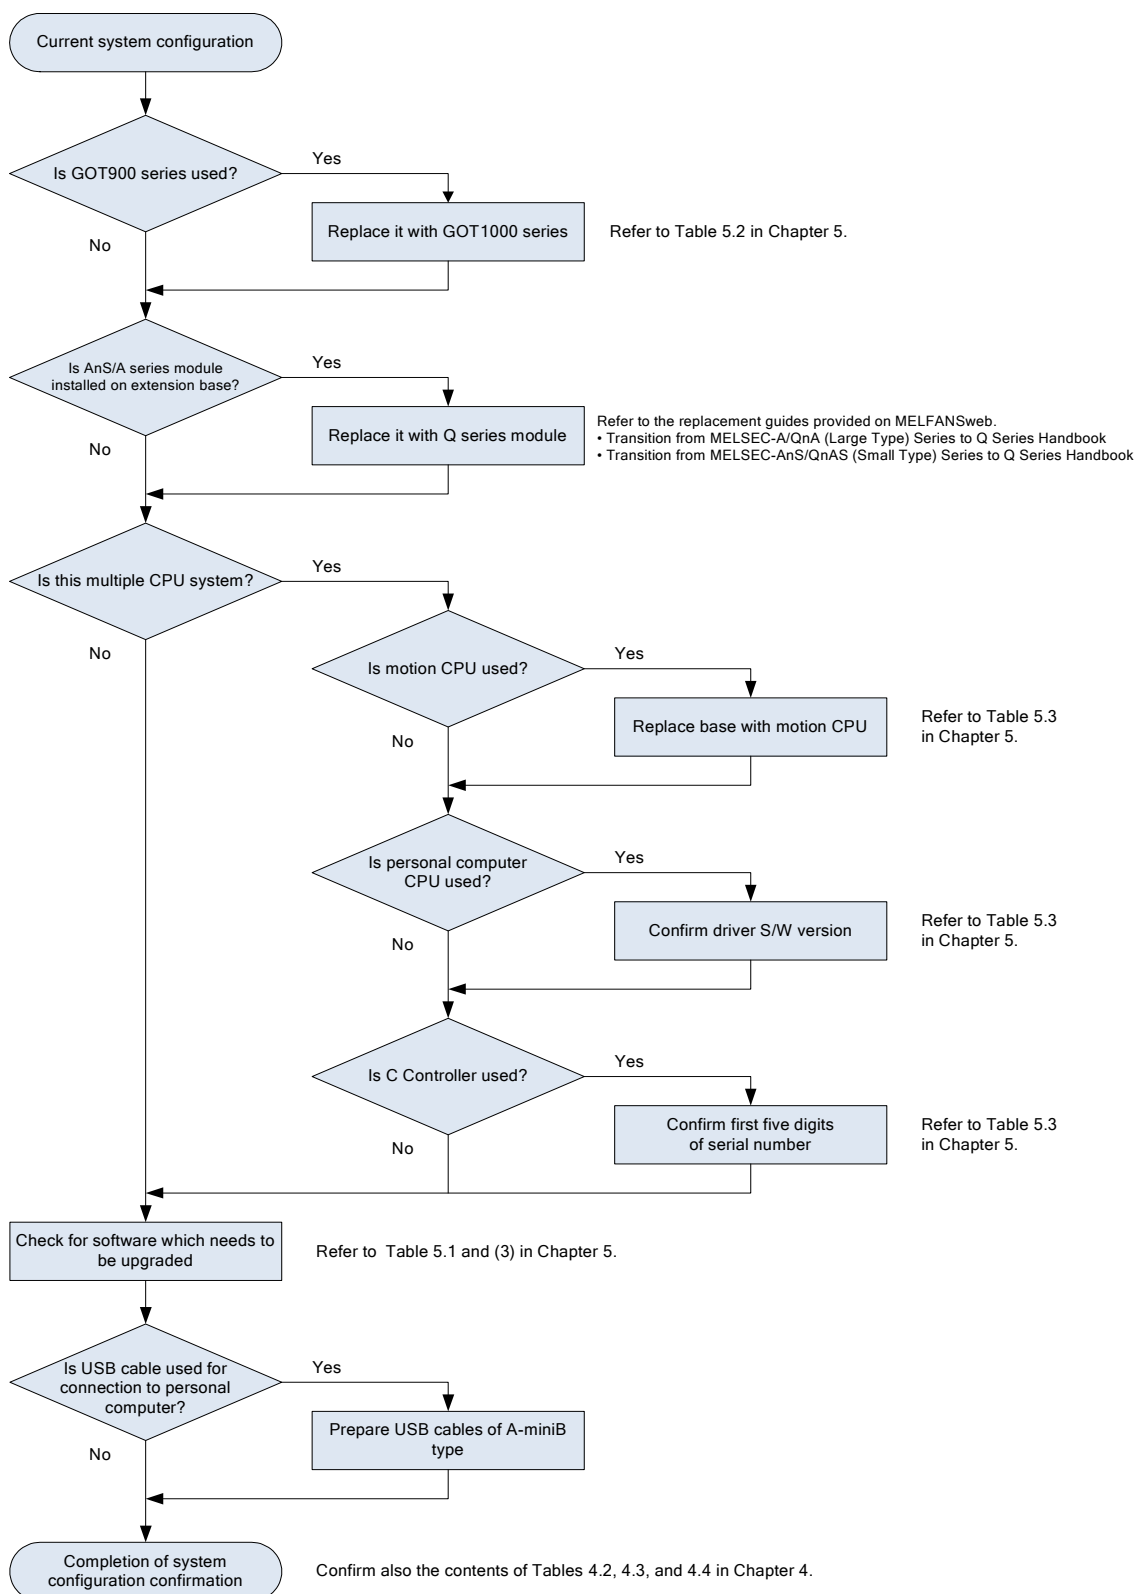 Current system configuration
Is GOT900 series used?
Yes
No
Replace it with GOT1000 series
Refer to Table 5.2 in Chapter 5.
Is AnS/A series module
installed on extension base?
Yes
No
Replace it with Q series module
Refer to the replacement guides provided on MELFANSweb.
• Transition from MELSEC-A/QnA (Large Type) Series to Q Series Handbook
• Transition from MELSEC-AnS/QnAS (Small Type) Series to Q Series Handbook
Is this multiple CPU system?
Yes
No
Is motion CPU used?
Yes
No
Replace base with motion CPU
Refer to Table 5.3
in Chapter 5.
Is personal computer
CPU used?
Yes
No
Confirm driver S/W version
Refer to Table 5.3
in Chapter 5.
Is C Controller used?
Yes
No
Confirm first five digits
of serial number
Refer to Table 5.3
in Chapter 5.
Check for software which needs to
be upgraded
Refer to Table 5.1 and (3) in Chapter 5.
Is USB cable used for
connection to personal
computer?
Yes
No
Prepare USB cables of A-miniB
type
Completion of system
configuration confirmation
Confirm also the contents of Tables 4.2, 4.3, and 4.4 in Chapter 4.